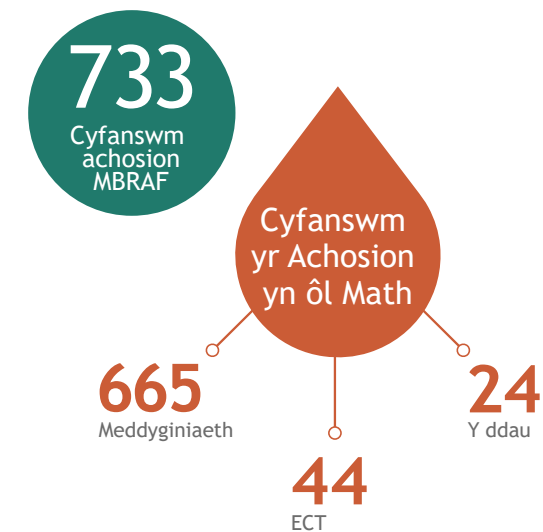 733
Cyfanswm
achosion
MBRAF
Cyfanswm
yr Achosion
yn ôl Math
665
Meddyginiaeth
44
ECT
24
Y ddau